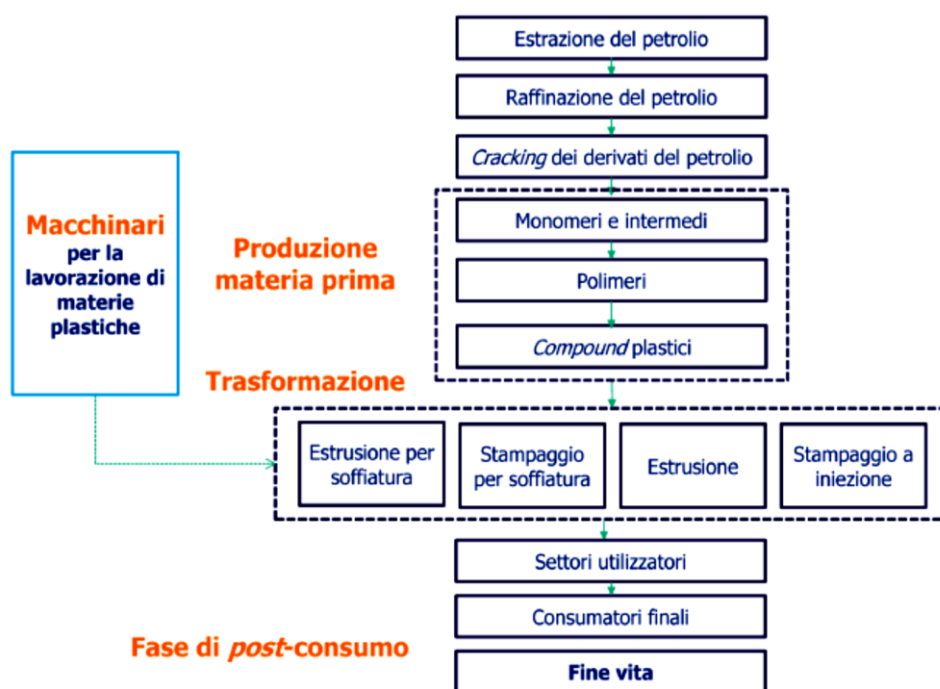 Estrazione del petrolio
Raffinazione del petrolio
Cracking dei derivati del petrolio
Macchinari
per la
lavorazione di
materie
plastiche
Produzione
materia prima
Monomeri e intermedi
Polimeri
Compound plastici
Trasformazione
Estrusione per
soffiatura
Stampaggio
per soffiatura
Estrusione
Stampaggio a
iniezione
Settori utilizzatori
Consumatori finali
Fase di post-consumo
Fine vita